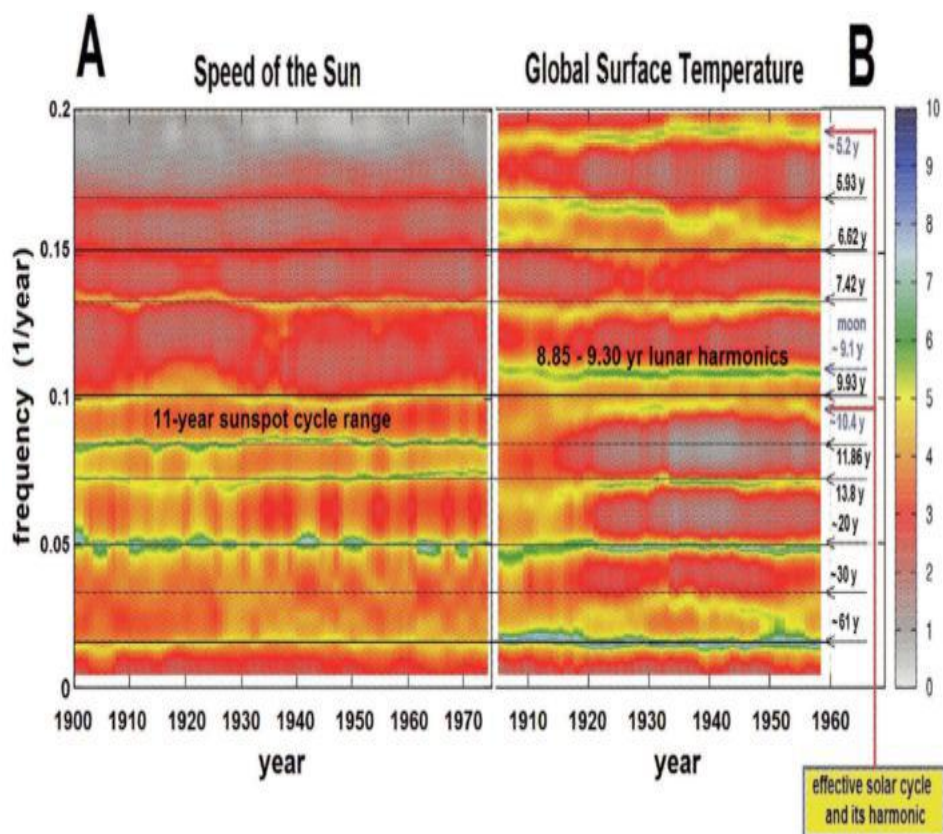 A
Speed of the Sun
Global Surface Temperature
B
frequency (1/year)
0.2
0.15
0.1
0.05
0
11-year sunspot cycle range
1900 1910 1920 1930 1940 1950 1960 1970
year
8.85 - 9.30 yr lunar harmonics
1910 1920 1930 1940 1950 1960
year
~ 5.2 y
5.93 y
6.62 y
7.42 y
moon
~ 9.1 y
9.93 y
~10.4 y
11.86 y
13.8 y
~20 y
~30 y
~61 y
10
9
8
7
6
5
4
3
2
1
0
effective solar cycle
and its harmonic